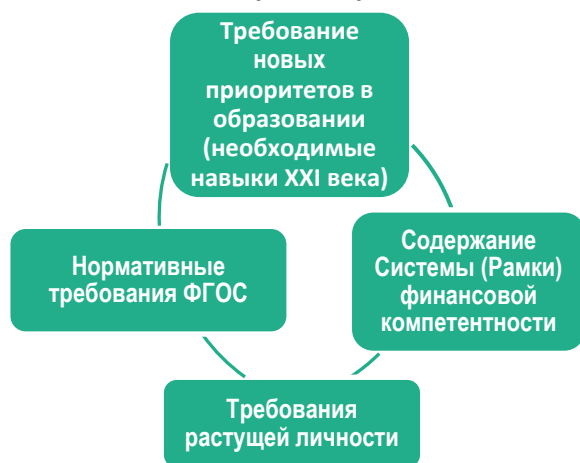 Требование
новых
приоритетов в
образовании
(необходимые
навыки XXI века)
Нормативные
требования ФГОС
Содержание
Системы (Рамки)
финансовой
компетентности
Требования
растущей личности